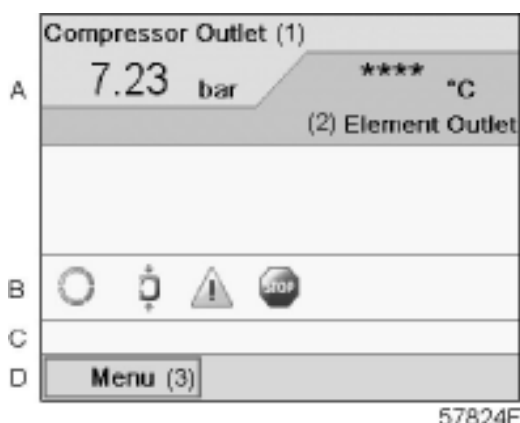 Compressor Outlet (1)
A
7.23 bar
**** °C
(2) Element Outlet
B
STOP
C
D
Menu (3)
57824F